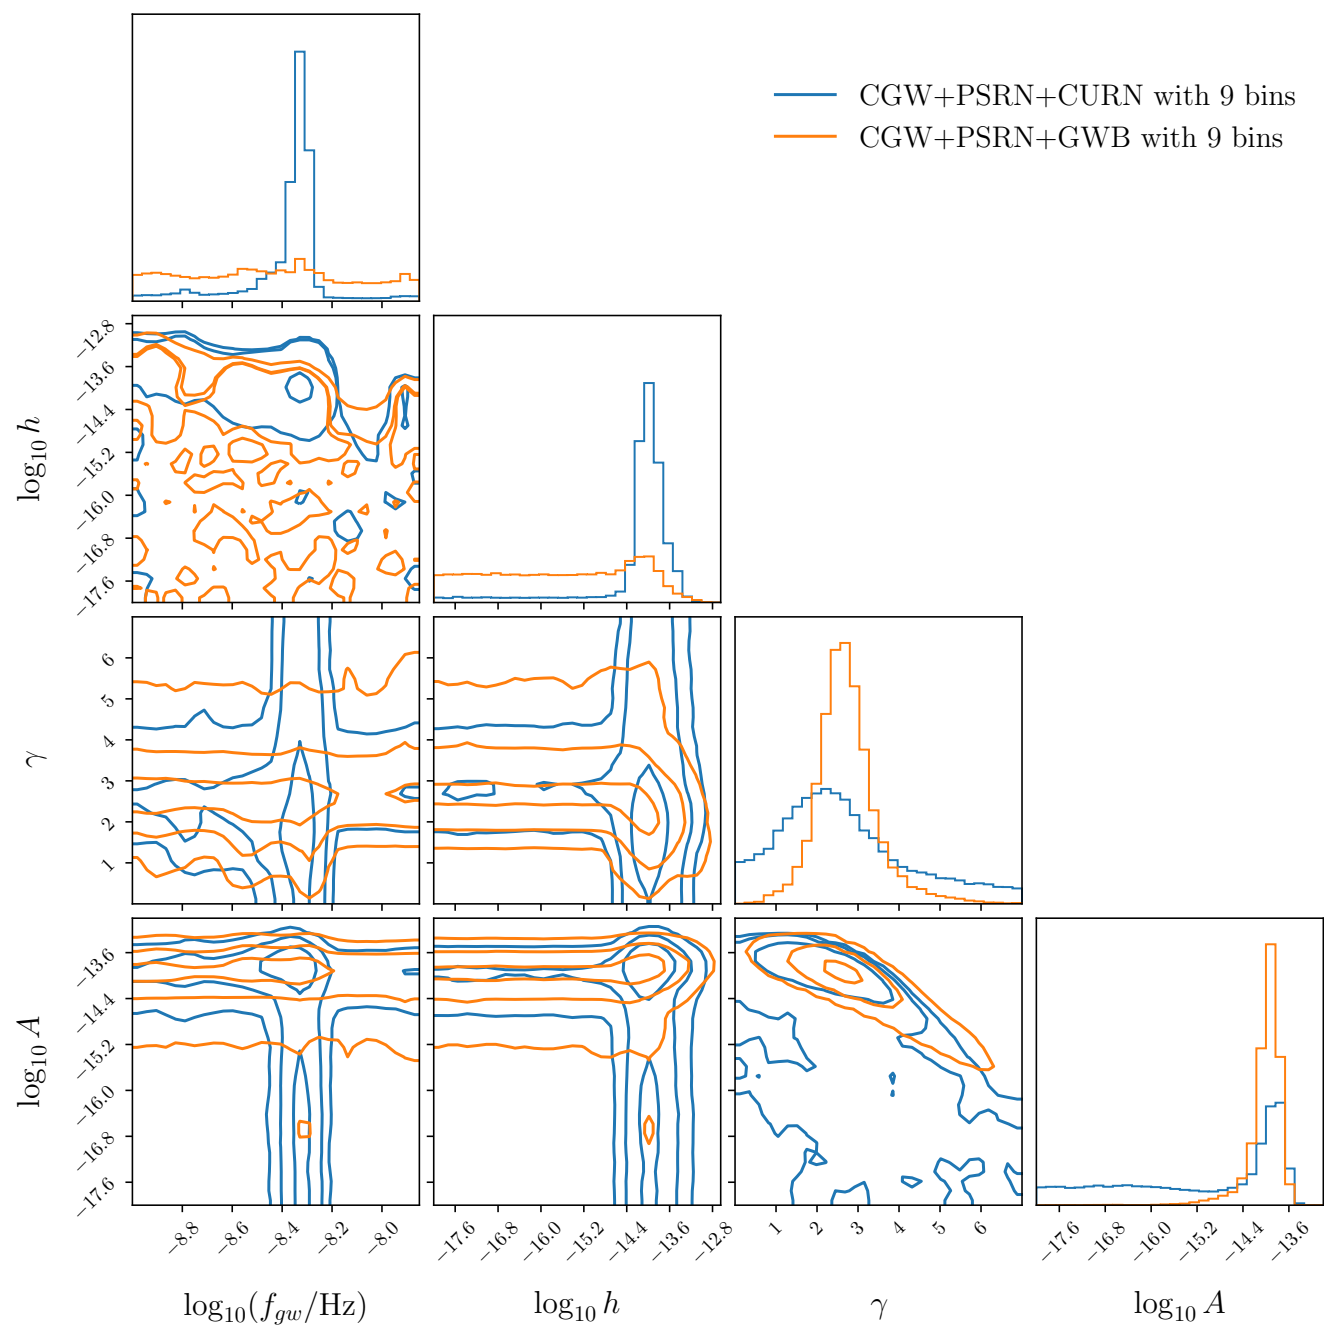 CGW+PSRN+CURN with 9 bins
CGW+PSRN+GWB with 9 bins
−12.8
−13.6
−14.4
−15.2
−16.0
−16.8
−17.6
log₁₀ h
6
5
4
3
2
1
γ
−13.6
−14.4
−15.2
−16.0
−16.8
−17.6
log₁₀ A
−8.8 −8.6 −8.4 −8.2 −8.0
−17.6 −16.8 −16.0 −15.2 −14.4 −13.6 −12.8
1 2 3 4 5 6
−17.6 −16.8 −16.0 −15.2 −14.4 −13.6
log₁₀(f_gw/Hz)
log₁₀ h
γ
log₁₀ A